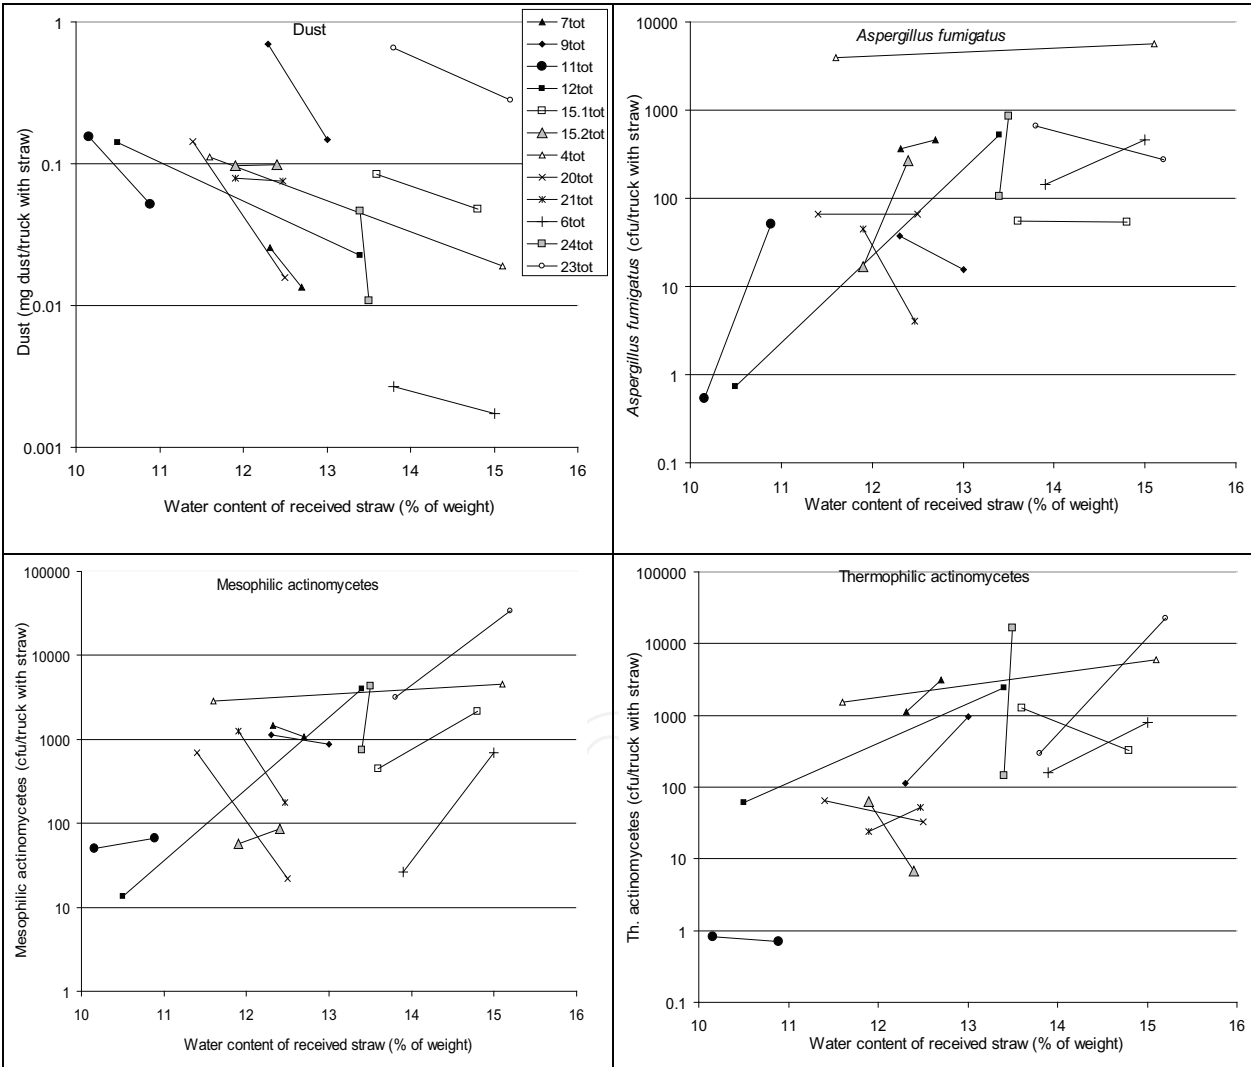 Dust
1
0.1
0.01
0.001
10 11 12 13 14 15 16
Dust (mg dust/truck with straw)
Water content of received straw (% of weight)
7tot
9tot
11tot
12tot
15.1tot
15.2tot
4tot
20tot
21tot
6tot
24tot
23tot
Aspergillus fumigatus
10000
1000
100
10
1
0.1
10 11 12 13 14 15 16
Aspergillus fumigatus (cfu/truck with straw)
Water content of received straw (% of weight)
Mesophilic actinomycetes
100000
10000
1000
100
10
1
10 11 12 13 14 15 16
Mesophilic actinomycetes (cfu/truck with straw)
Water content of received straw (% of weight)
Thermophilic actinomycetes
100000
10000
1000
100
10
1
0.1
10 11 12 13 14 15 16
Th. actinomycetes (cfu/truck with straw)
Water content of received straw (% of weight)